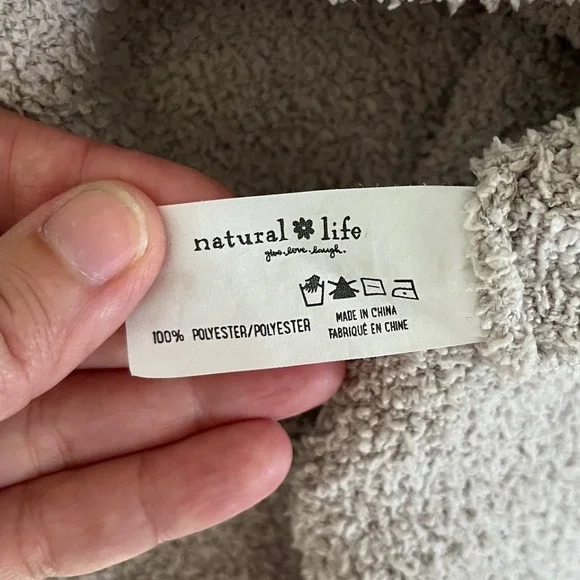 natural life
give.love.laugh.
100% POLYESTER/POLYESTER
MADE IN CHINA
FABRIQUÉ EN CHINE